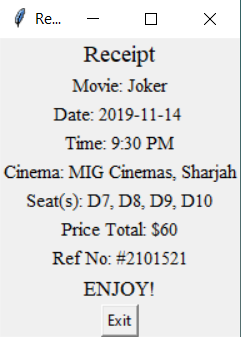 Re...
Receipt
Movie: Joker
Date: 2019-11-14
Time: 9:30 PM
Cinema: MIG Cinemas, Sharjah
Seat(s): D7, D8, D9, D10
Price Total: $60
Ref No: #2101521
ENJOY!
Exit